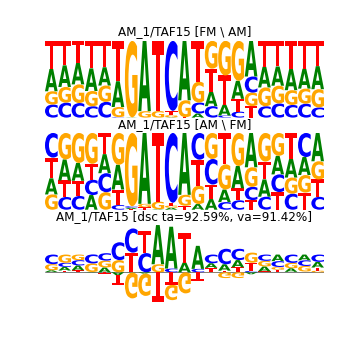 AM_1/TAF15 [FM \ AM]
AM_1/TAF15 [AM \ FM]
AM_1/TAF15 [dsc ta=92.59%, va=91.42%]